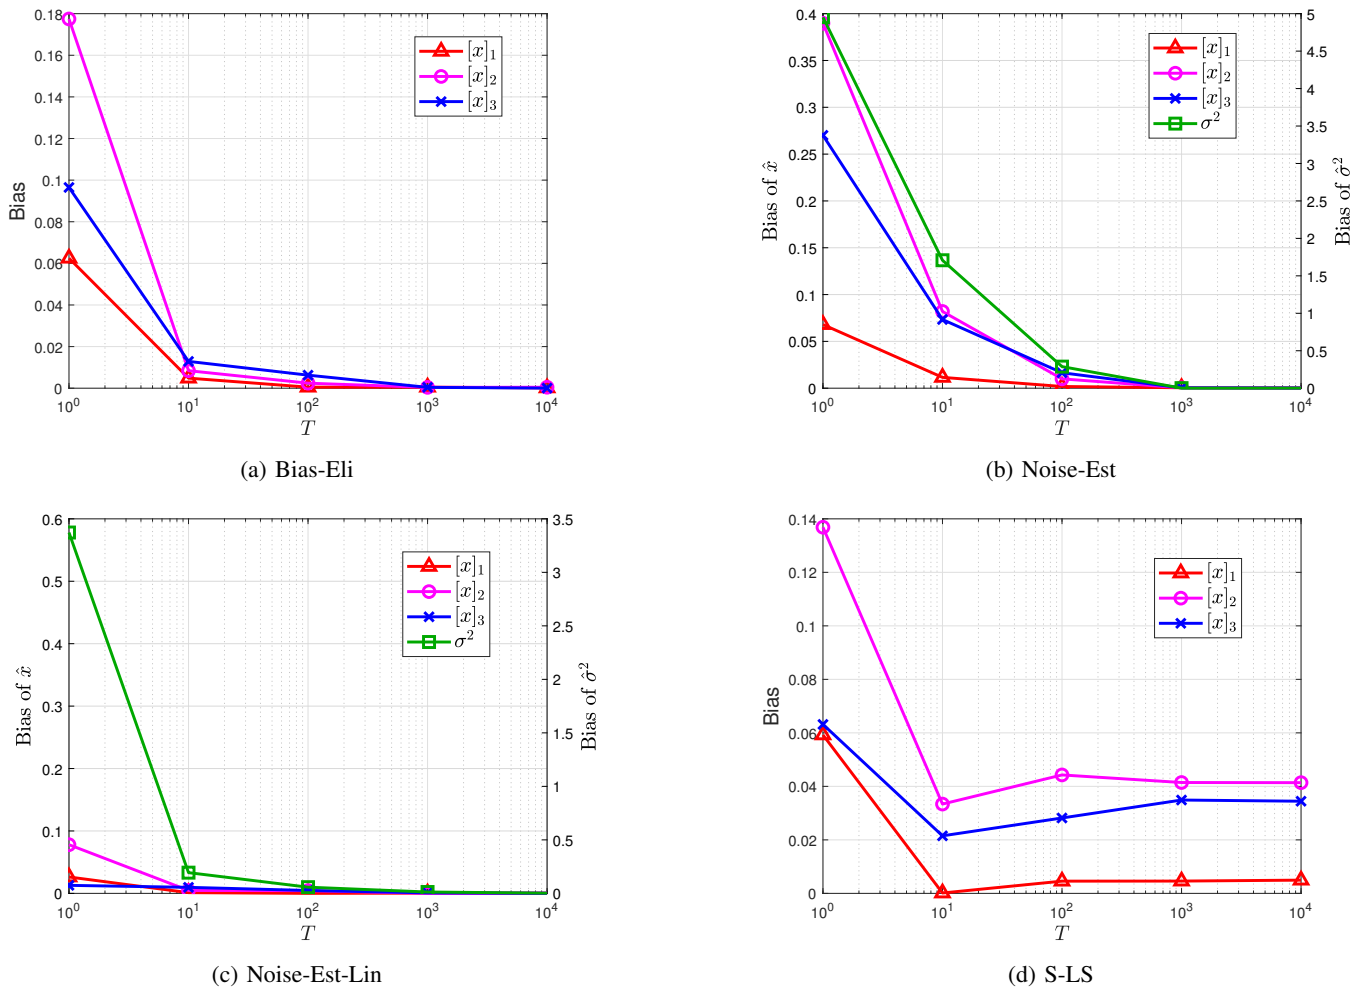 0.18
0.16
0.14
0.12
0.1
0.08
0.06
0.04
0.02
0
Bias
[x]1
[x]2
[x]3
10^0 10^1 10^2 10^3 10^4
T
(a) Bias-Eli
0.4
0.35
0.3
0.25
0.2
0.15
0.1
0.05
0
Bias of x̂
[x]1
[x]2
[x]3
σ^2
5
4.5
4
3.5
3
2.5
2
1.5
1
0.5
0
Bias of σ̂^2
10^0 10^1 10^2 10^3 10^4
T
(b) Noise-Est
0.6
0.5
0.4
0.3
0.2
0.1
0
Bias of x̂
[x]1
[x]2
[x]3
σ^2
3.5
3
2.5
2
1.5
1
0.5
0
Bias of σ̂^2
10^0 10^1 10^2 10^3 10^4
T
(c) Noise-Est-Lin
0.14
0.12
0.1
0.08
0.06
0.04
0.02
0
Bias
[x]1
[x]2
[x]3
10^0 10^1 10^2 10^3 10^4
T
(d) S-LS